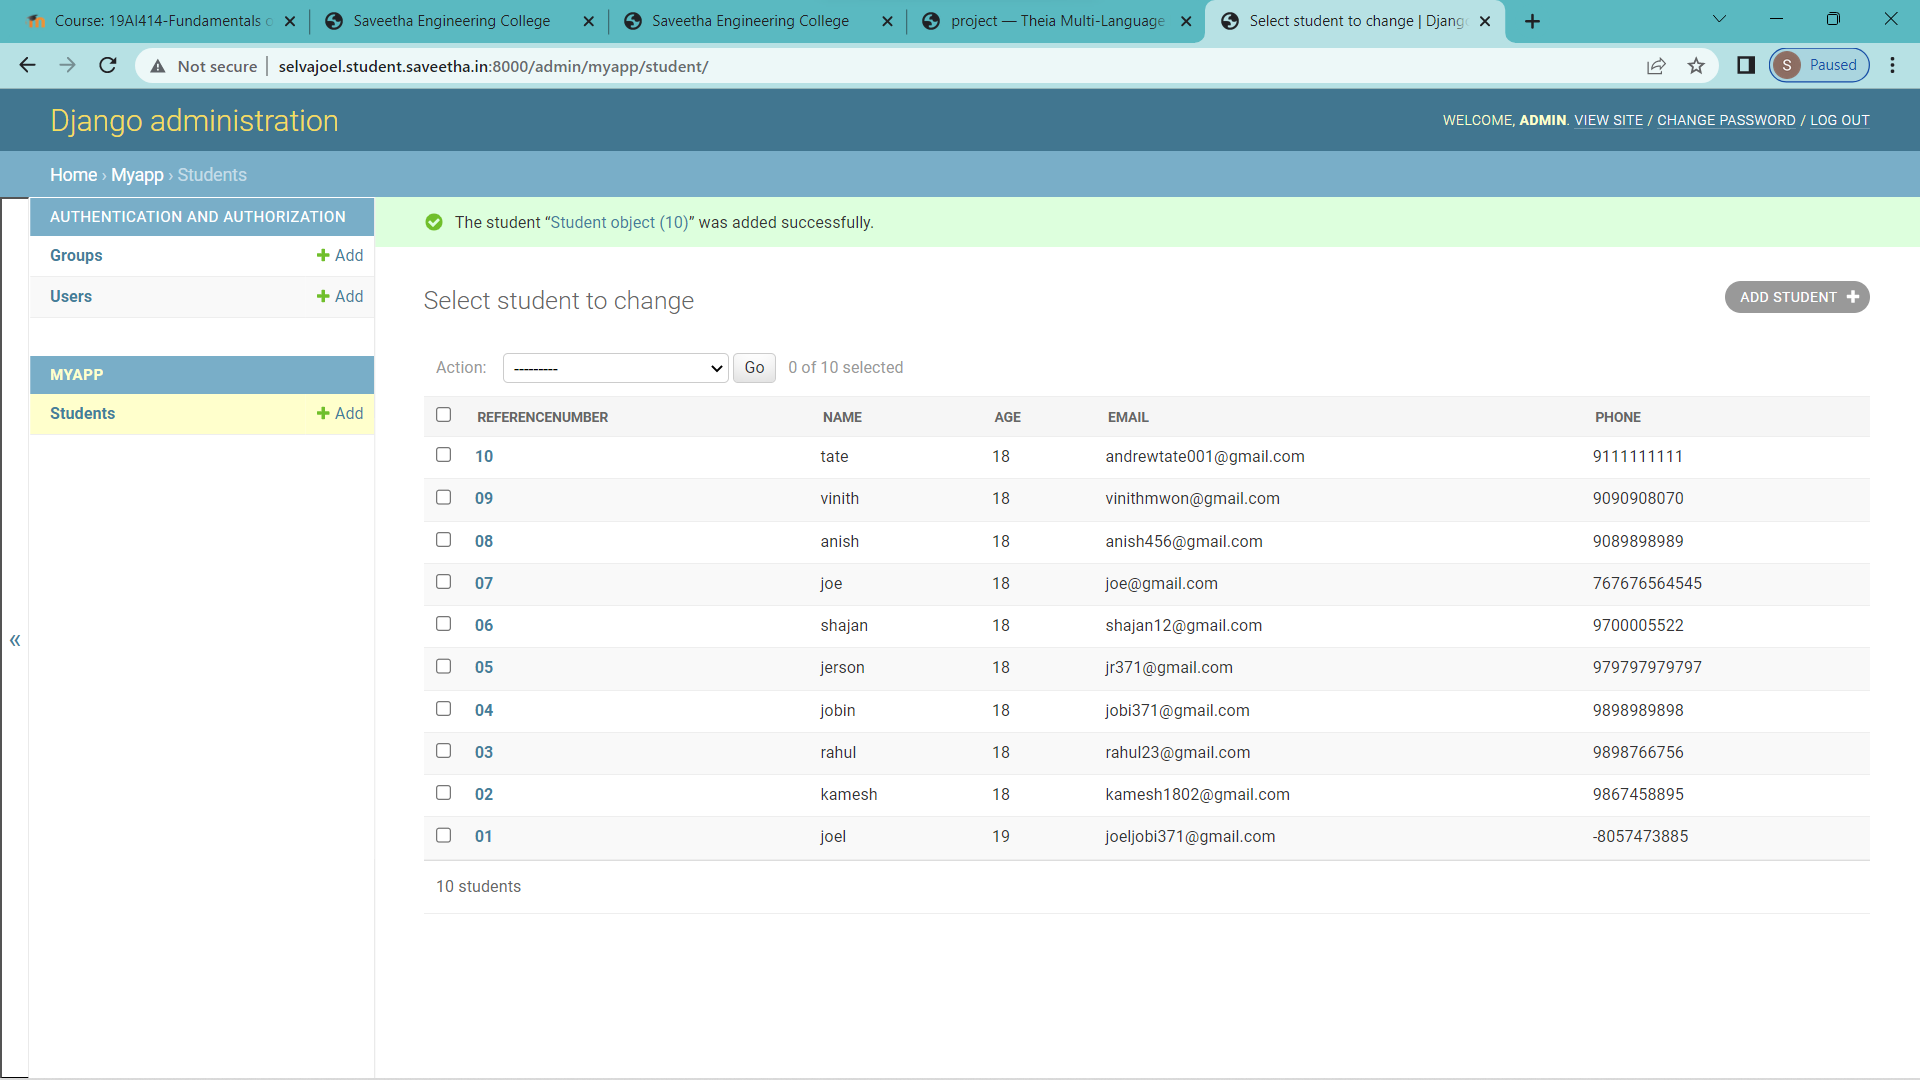 Course: 19AI414-Fundamentals o
Saveetha Engineering College
Saveetha Engineering College
project — Theia Multi-Language
Select student to change | Djang
Not secure
selvajoel.student.saveetha.in:8000/admin/myapp/student/
S Paused
Django administration
WELCOME, ADMIN. VIEW SITE / CHANGE PASSWORD / LOG OUT
Home › Myapp › Students
AUTHENTICATION AND AUTHORIZATION
Groups + Add
Users + Add
MYAPP
Students + Add
«
The student “Student object (10)” was added successfully.
Select student to change
ADD STUDENT +
Action: --------- Go 0 of 10 selected
REFERENCENUMBER NAME AGE EMAIL PHONE
10 tate 18 andrewtate001@gmail.com 9111111111
09 vinith 18 vinithmwon@gmail.com 9090908070
08 anish 18 anish456@gmail.com 9089898989
07 joe 18 joe@gmail.com 767676564545
06 shajan 18 shajan12@gmail.com 9700005522
05 jerson 18 jr371@gmail.com 979797979797
04 jobin 18 jobi371@gmail.com 9898989898
03 rahul 18 rahul23@gmail.com 9898766756
02 kamesh 18 kamesh1802@gmail.com 9867458895
01 joel 19 joeljobi371@gmail.com -8057473885
10 students